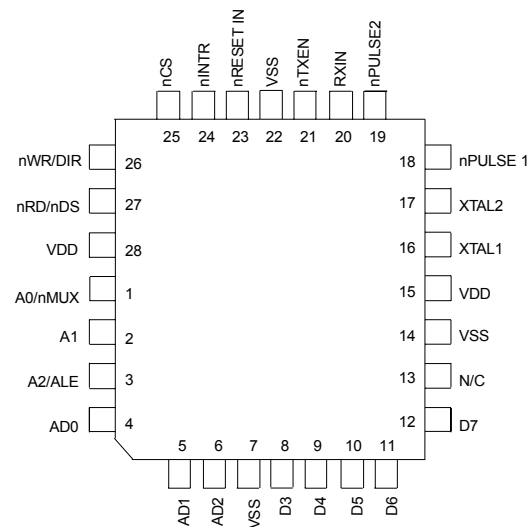 nCS
nINTR
nRESET IN
VSS
nTXEN
RXIN
nPULSE2
25
24
23
22
21
20
19
nWR/DIR
26
18
nPULSE 1
nRD/nDS
27
17
XTAL2
VDD
28
16
XTAL1
A0/nMUX
1
15
VDD
A1
2
14
VSS
A2/ALE
3
13
N/C
AD0
4
12
D7
5
6
7
8
9
10
11
AD1
AD2
VSS
D3
D4
D5
D6